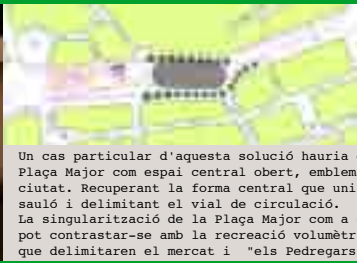 Un cas particular d'aquesta solució hauria
Plaça Major com espai central obert, emblem
ciutat. Recuperant la forma central que uni
sauló i delimitant el vial de circulació.
La singularització de la Plaça Major com a
pot contrastar-se amb la recreació volumètr
que delimitaren el mercat i "els Pedregars